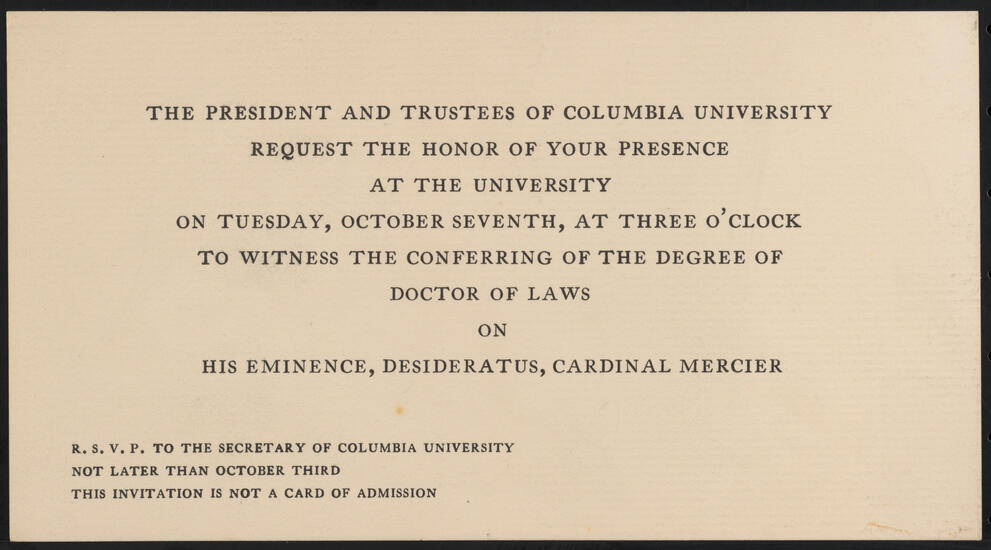 THE PRESIDENT AND TRUSTEES OF COLUMBIA UNIVERSITY
REQUEST THE HONOR OF YOUR PRESENCE
AT THE UNIVERSITY
ON TUESDAY, OCTOBER SEVENTH, AT THREE O'CLOCK
TO WITNESS THE CONFERRING OF THE DEGREE OF
DOCTOR OF LAWS
ON
HIS EMINENCE, DESIDERATUS, CARDINAL MERCIER
R. S. V. P. TO THE SECRETARY OF COLUMBIA UNIVERSITY
NOT LATER THAN OCTOBER THIRD
THIS INVITATION IS NOT A CARD OF ADMISSION